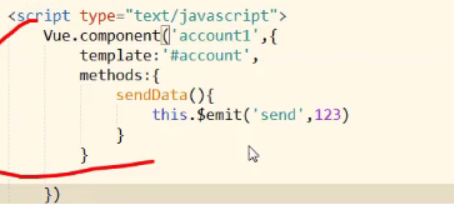 <script type="text/javascript">
Vue.component('account1',{
template:'#account',
methods:{
sendData(){
this.$emit('send',123)
}
}
})